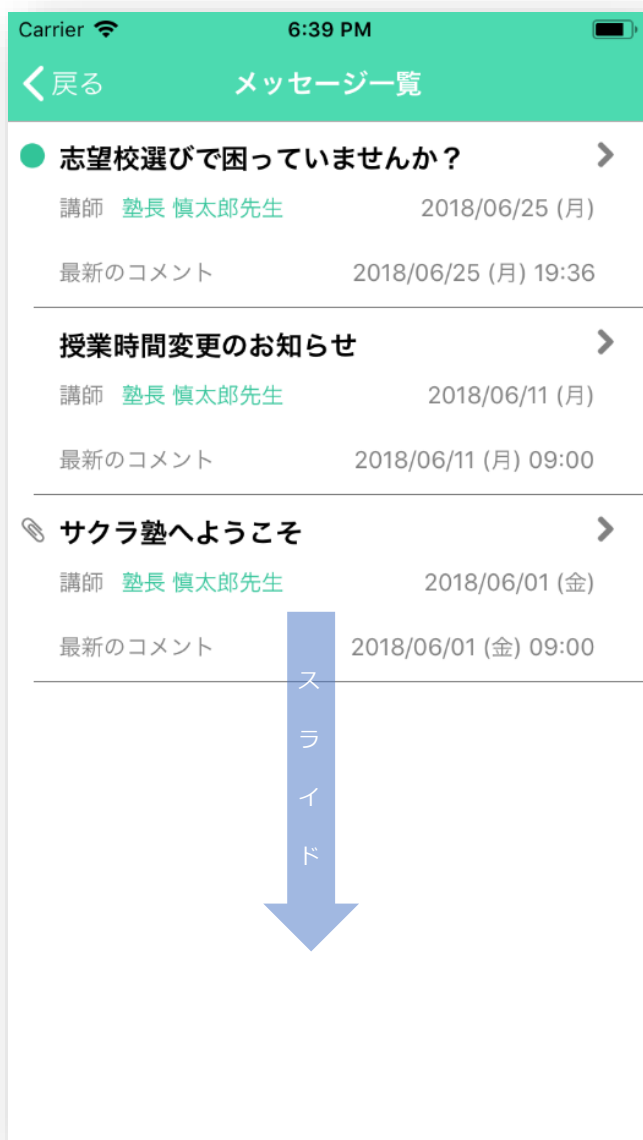 Carrier 6:39 PM
戻る メッセージ一覧
志望校選びで困っていませんか？
講師 塾長 慎太郎先生 2018/06/25 (月)
最新のコメント 2018/06/25 (月) 19:36
授業時間変更のお知らせ
講師 塾長 慎太郎先生 2018/06/11 (月)
最新のコメント 2018/06/11 (月) 09:00
サクラ塾へようこそ
講師 塾長 慎太郎先生 2018/06/01 (金)
最新のコメント 2018/06/01 (金) 09:00
スライド